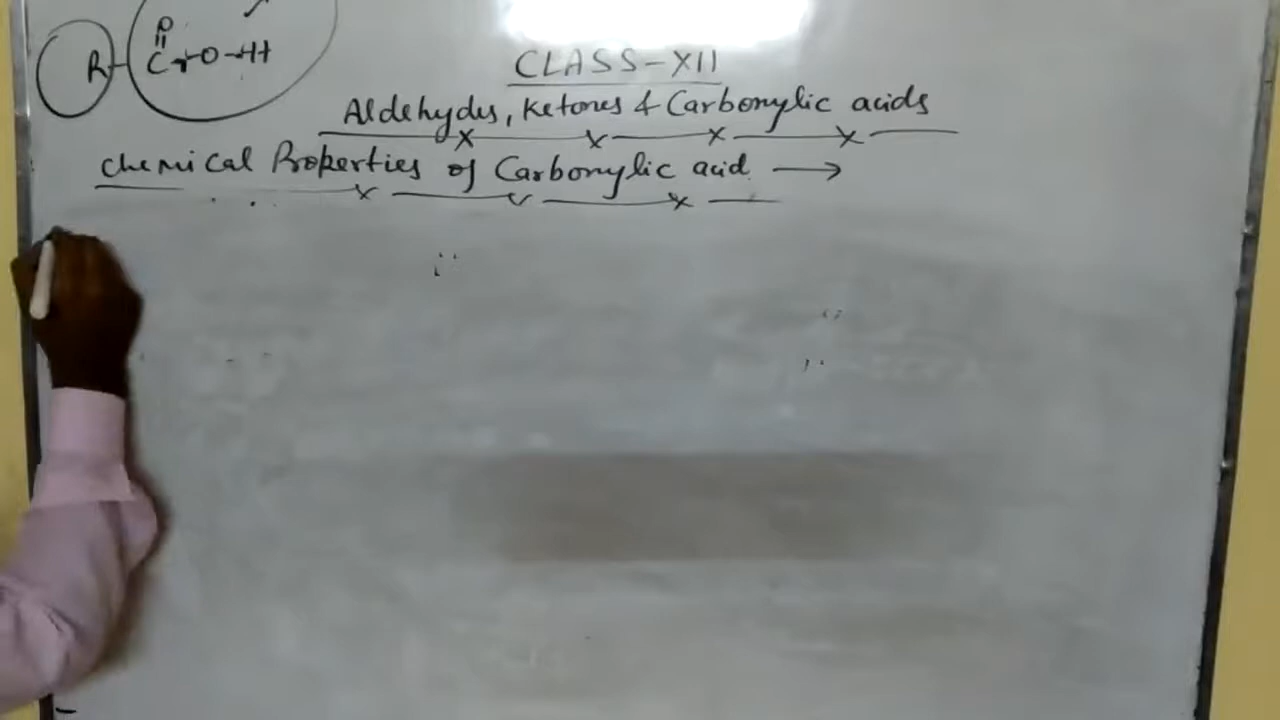 O
||
R-C-O-H
CLASS-XII
Aldehydes, Ketones & Carbonylic acids
Chemical Properties of Carbonylic acid →